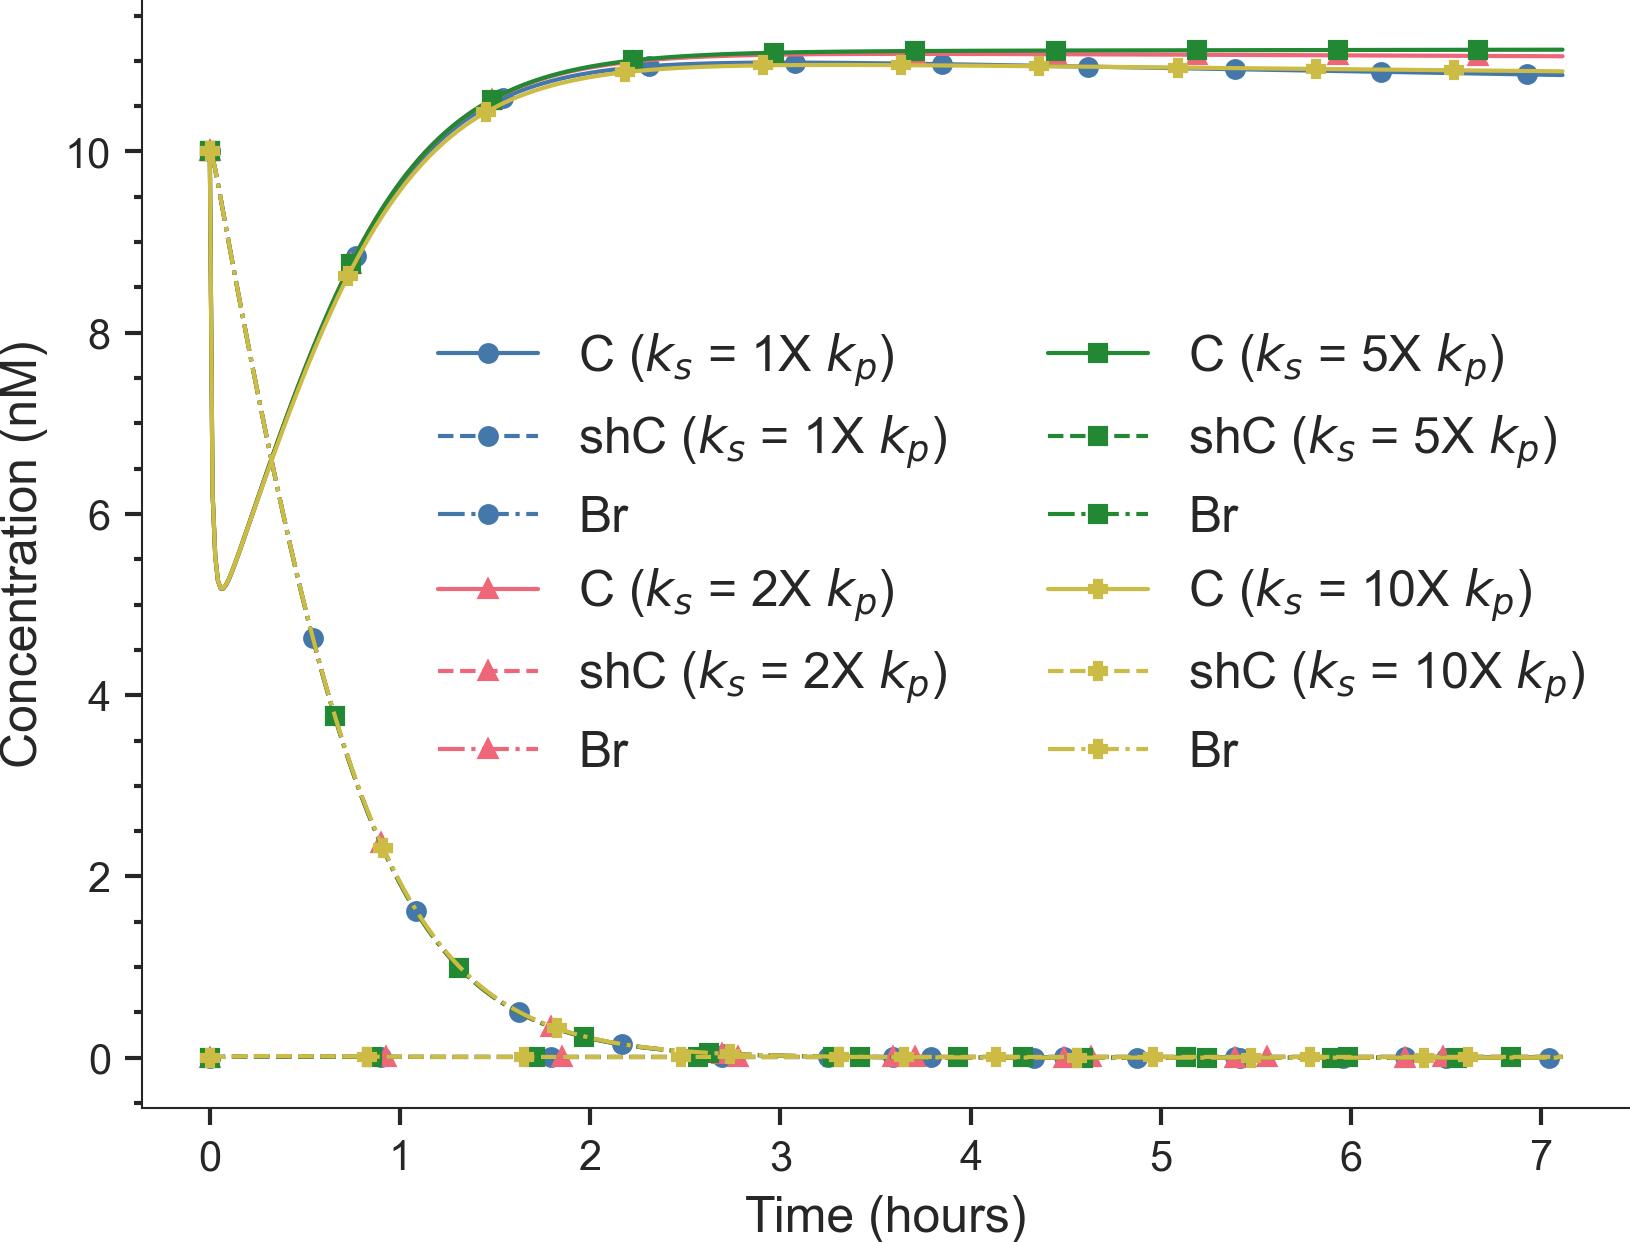 Concentration (nM)
10
8
6
4
2
0
C (kₛ = 1X kₚ)
shC (kₛ = 1X kₚ)
Br
C (kₛ = 2X kₚ)
shC (kₛ = 2X kₚ)
Br
C (kₛ = 5X kₚ)
shC (kₛ = 5X kₚ)
Br
C (kₛ = 10X kₚ)
shC (kₛ = 10X kₚ)
Br
0 1 2 3 4 5 6 7
Time (hours)